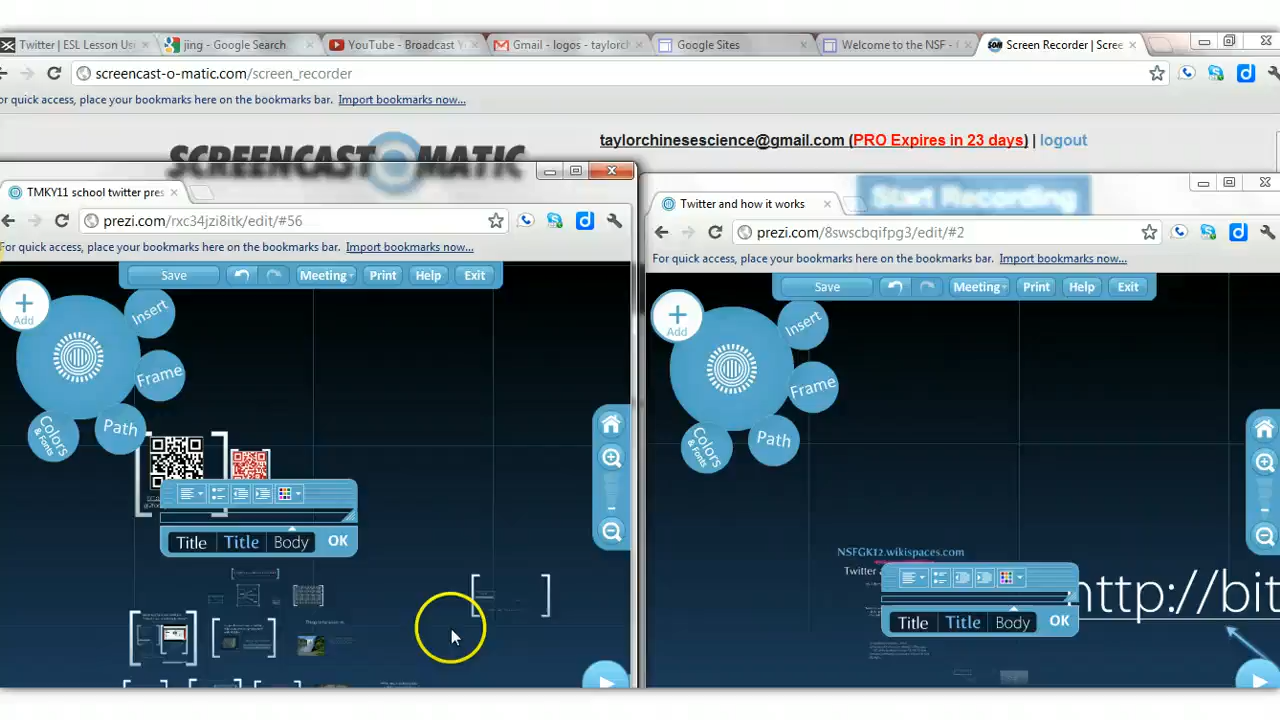 Twitter | ESL Lesson Usi
jing - Google Search
YouTube - Broadcast Y
Gmail - logos - taylorch
Google Sites
Welcome to the NSF -
Screen Recorder | Scree
screencast-o-matic.com/screen_recorder
or quick access, place your bookmarks here on the bookmarks bar. Import bookmarks now...
SCREENCAST MATIC
taylorchinesescience@gmail.com (PRO Expires in 23 days) | logout
Start Recording
TMKY11 school twitter pres
prezi.com/rxc34jzi8itk/edit/#56
For quick access, place your bookmarks here on the bookmarks bar. Import bookmarks now...
Save
Meeting
Print
Help
Exit
Add
Insert
Frame
Path
Colors
& Fonts
Title
Title
Body
OK
Twitter and how it works
prezi.com/8swscbqifpg3/edit/#2
For quick access, place your bookmarks here on the bookmarks bar. Import bookmarks now...
Save
Meeting
Print
Help
Exit
Add
Insert
Frame
Path
Colors
& Fonts
NSFGK12.wikispaces.com
Twitter
http://bit
Title
Title
Body
OK